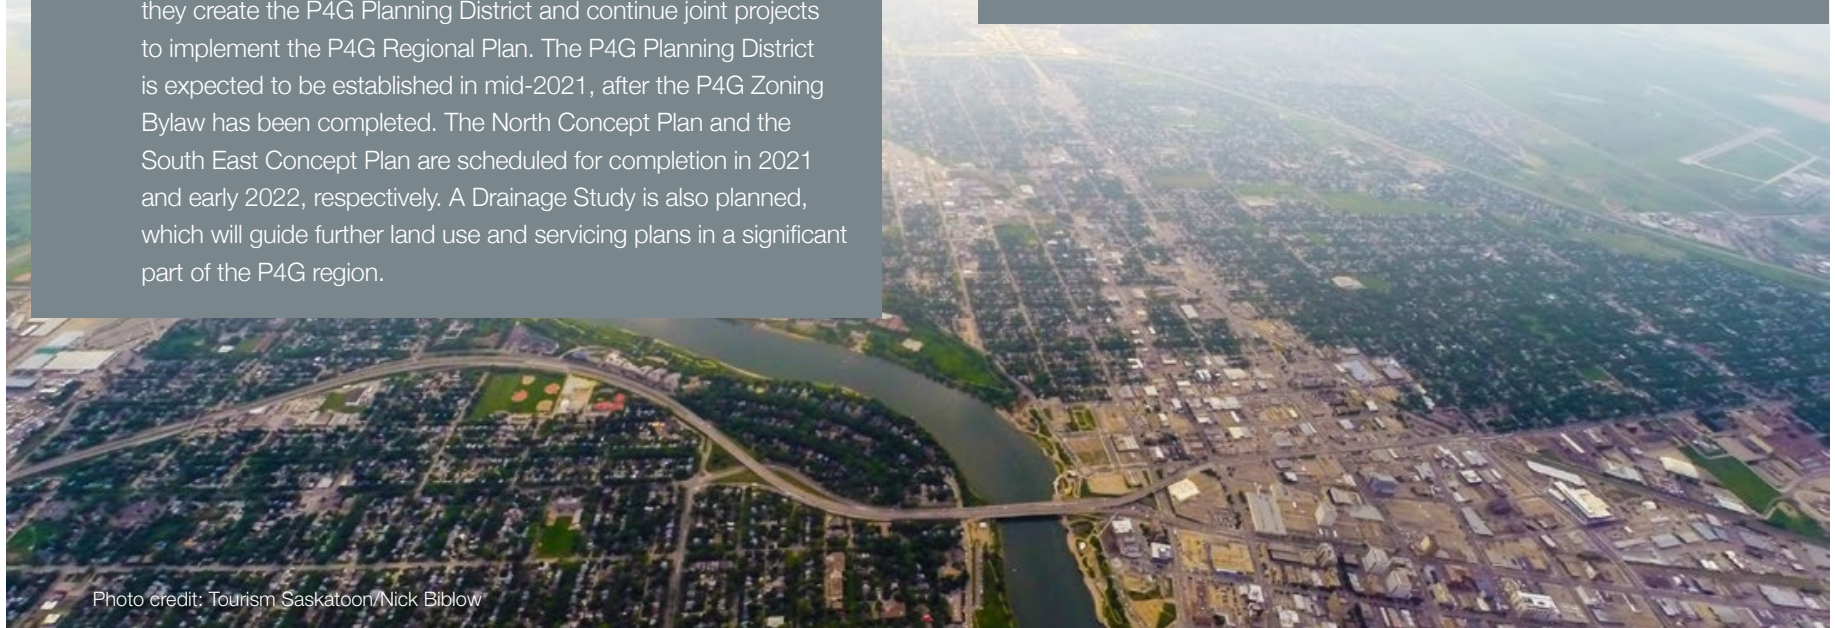 they create the P4G Planning District and continue joint projects
to implement the P4G Regional Plan. The P4G Planning District
is expected to be established in mid-2021, after the P4G Zoning
Bylaw has been completed. The North Concept Plan and the
South East Concept Plan are scheduled for completion in 2021
and early 2022, respectively. A Drainage Study is also planned,
which will guide further land use and servicing plans in a significant
part of the P4G region.
Photo credit: Tourism Saskatoon/Nick Biblow